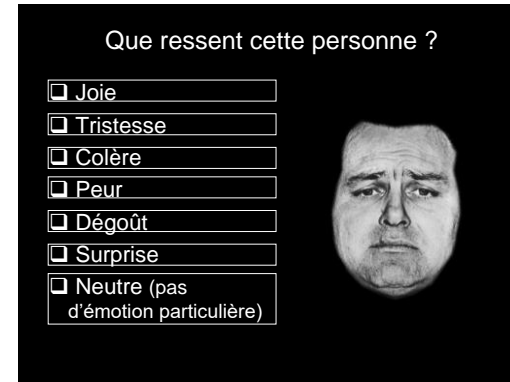 Que ressent cette personne ?
❑ Joie
❑ Tristesse
❑ Colère
❑ Peur
❑ Dégoût
❑ Surprise
❑ Neutre (pas
d'émotion particulière)